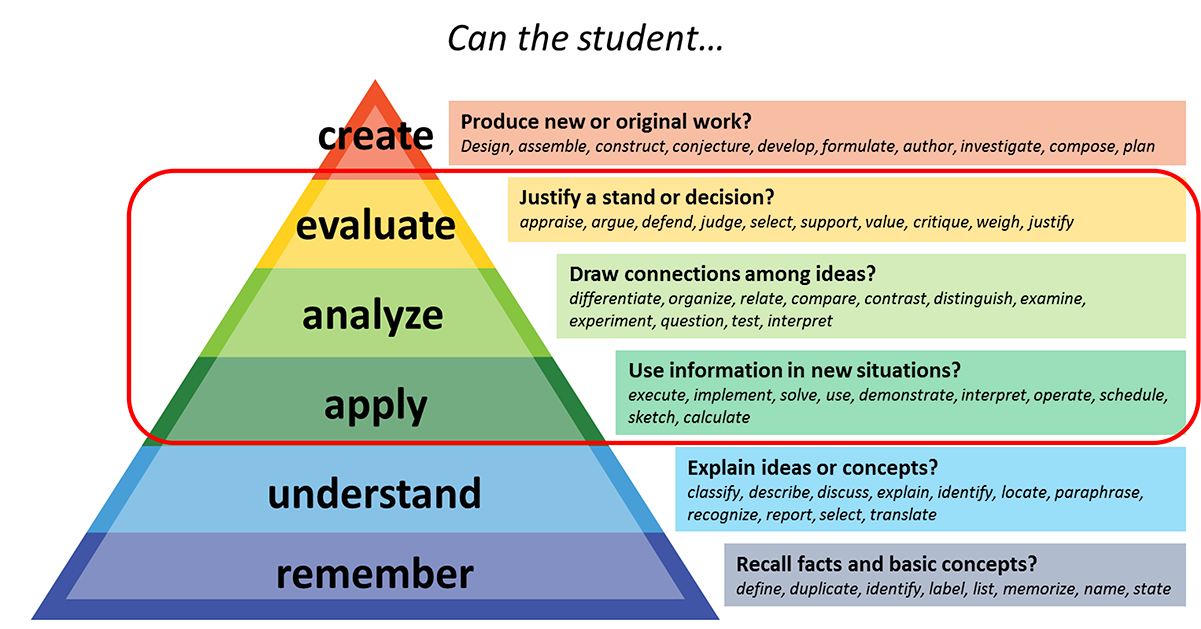 Can the student...
create
Produce new or original work?
Design, assemble, construct, conjecture, develop, formulate, author, investigate, compose, plan
evaluate
Justify a stand or decision?
appraise, argue, defend, judge, select, support, value, critique, weigh, justify
analyze
Draw connections among ideas?
differentiate, organize, relate, compare, contrast, distinguish, examine,
experiment, question, test, interpret
apply
Use information in new situations?
execute, implement, solve, use, demonstrate, interpret, operate, schedule,
sketch, calculate
understand
Explain ideas or concepts?
classify, describe, discuss, explain, identify, locate, paraphrase,
recognize, report, select, translate
remember
Recall facts and basic concepts?
define, duplicate, identify, label, list, memorize, name, state